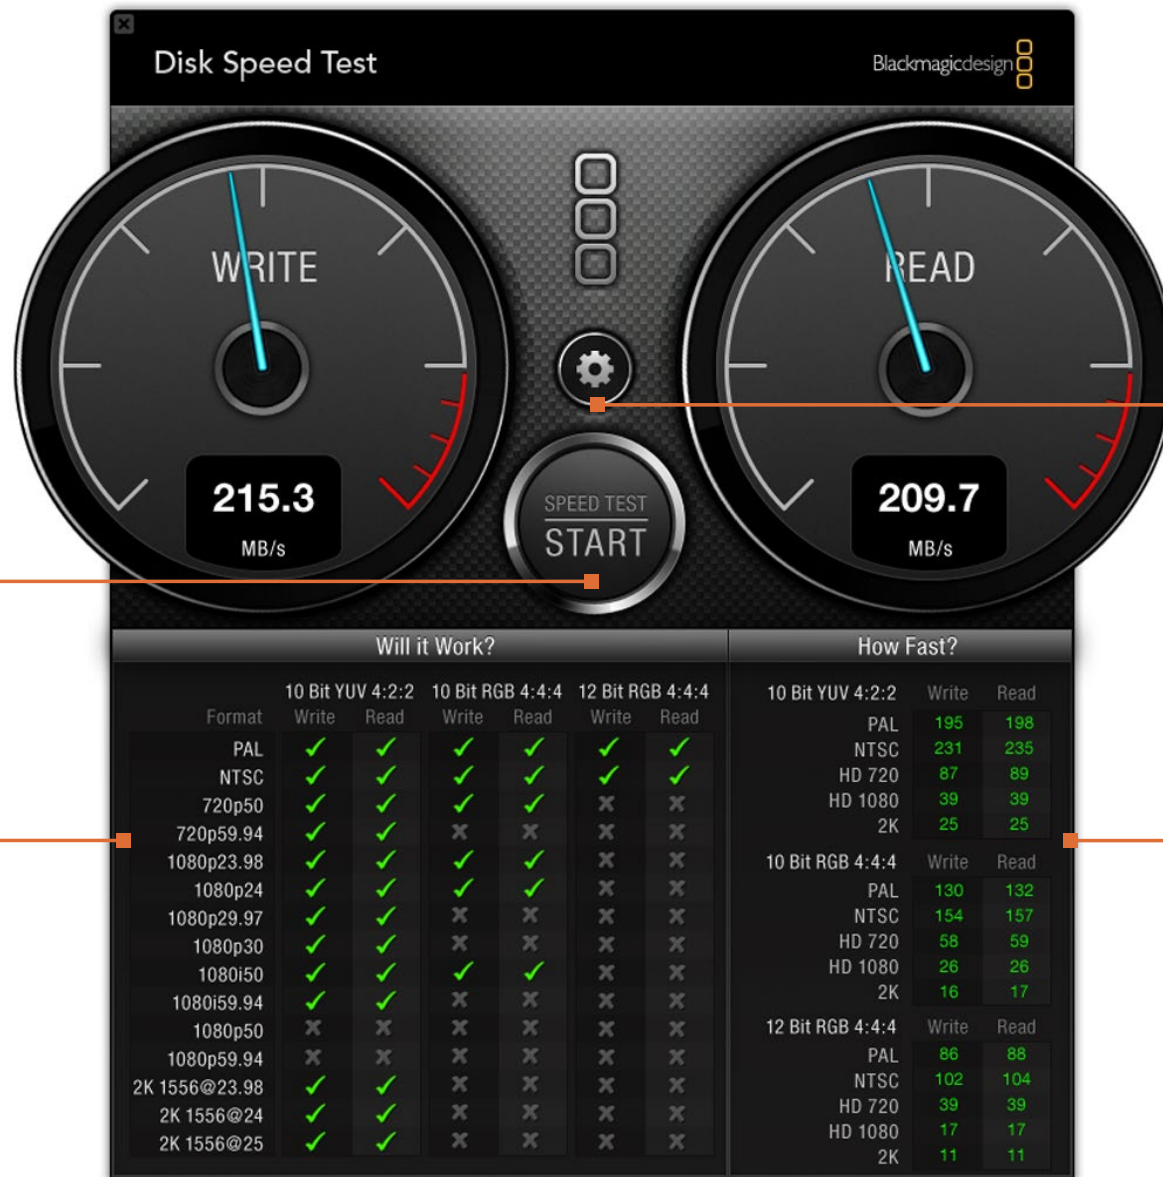 Disk Speed Test
Blackmagicdesign
WRITE
READ
215.3
MB/s
209.7
MB/s
SPEED TEST
START
Will it Work?
10 Bit YUV 4:2:2 10 Bit RGB 4:4:4 12 Bit RGB 4:4:4
Format Write Read Write Read Write Read
PAL
NTSC
720p50
720p59.94
1080p23.98
1080p24
1080p29.97
1080p30
1080i50
1080i59.94
1080p50
1080p59.94
2K 1556@23.98
2K 1556@24
2K 1556@25
How Fast?
10 Bit YUV 4:2:2 Write Read
PAL 195 198
NTSC 231 235
HD 720 87 89
HD 1080 39 39
2K 25 25
10 Bit RGB 4:4:4 Write Read
PAL 130 132
NTSC 154 157
HD 720 58 59
HD 1080 26 26
2K 16 17
12 Bit RGB 4:4:4 Write Read
PAL 86 88
NTSC 102 104
HD 720 39 39
HD 1080 17 17
2K 11 11